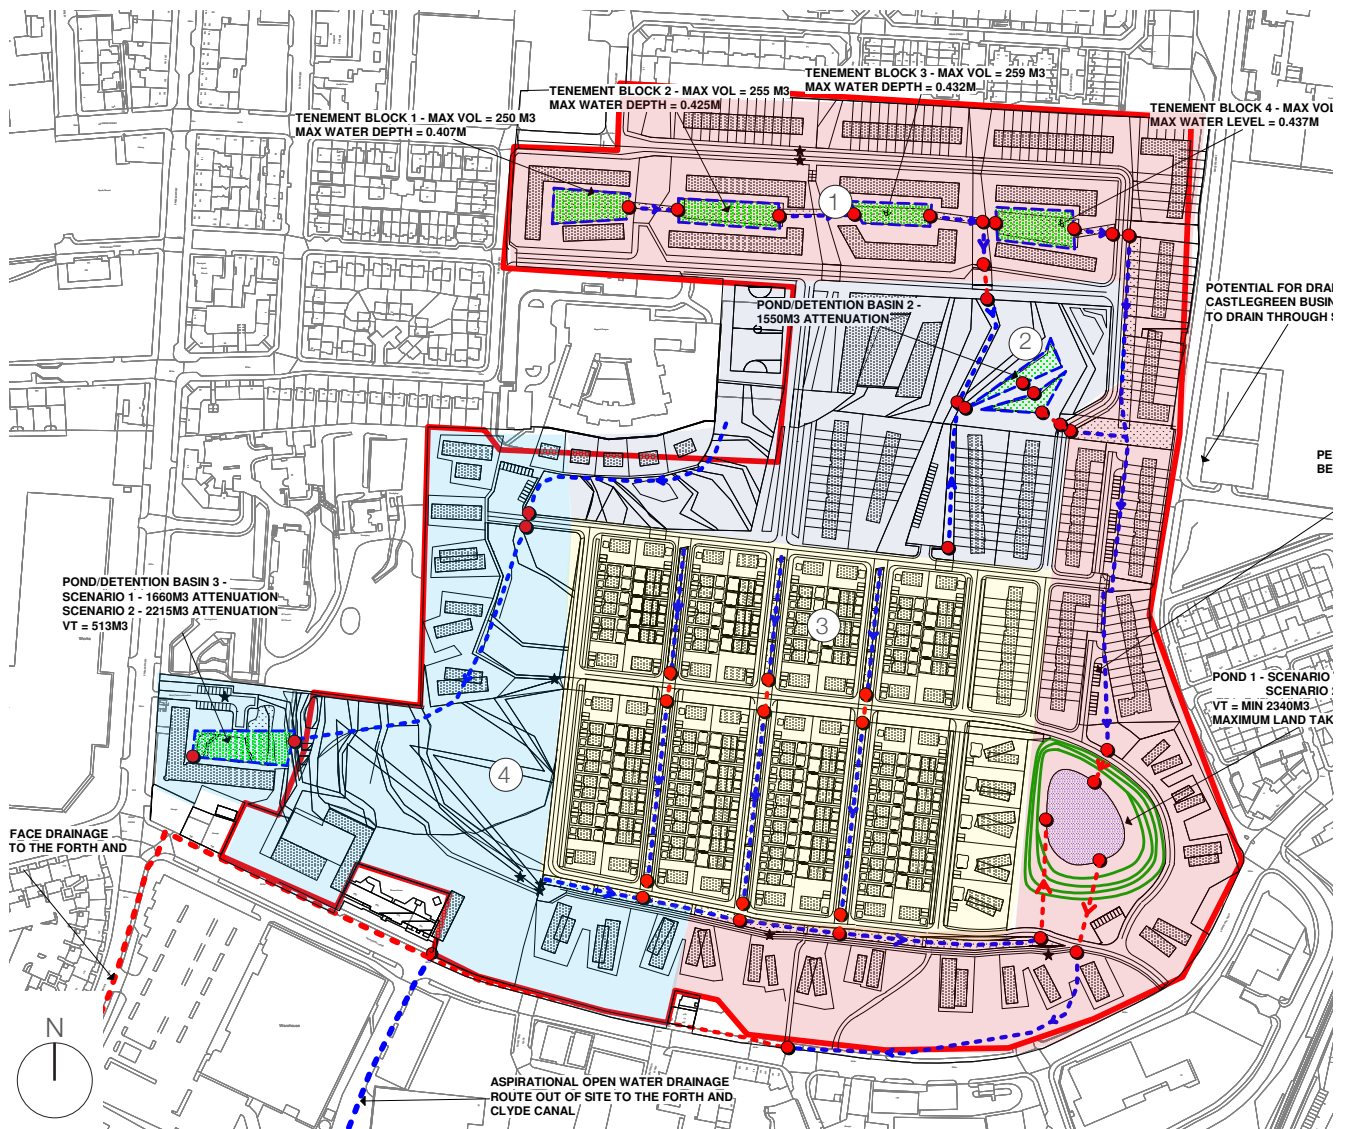 TENEMENT BLOCK 3 - MAX VOL = 259 M3
MAX WATER DEPTH = 0.432M
TENEMENT BLOCK 2 - MAX VOL = 255 M3
MAX WATER DEPTH = 0.425M
TENEMENT BLOCK 4 - MAX VOL
MAX WATER LEVEL = 0.437M
TENEMENT BLOCK 1 - MAX VOL = 250 M3
MAX WATER DEPTH = 0.407M
1
POTENTIAL FOR DRAI
CASTLEGREEN BUSIN
TO DRAIN THROUGH S
POND/DETENTION BASIN 2 -
1550M3 ATTENUATION
2
PE
BE
POND/DETENTION BASIN 3 -
SCENARIO 1 - 1660M3 ATTENUATION
SCENARIO 2 - 2215M3 ATTENUATION
VT = 513M3
3
POND 1 - SCENARIO
SCENARIO 2
VT = MIN 2340M3
MAXIMUM LAND TAK
4
FACE DRAINAGE
TO THE FORTH AND
N
Warehouse
ASPIRATIONAL OPEN WATER DRAINAGE
ROUTE OUT OF SITE TO THE FORTH AND
CLYDE CANAL